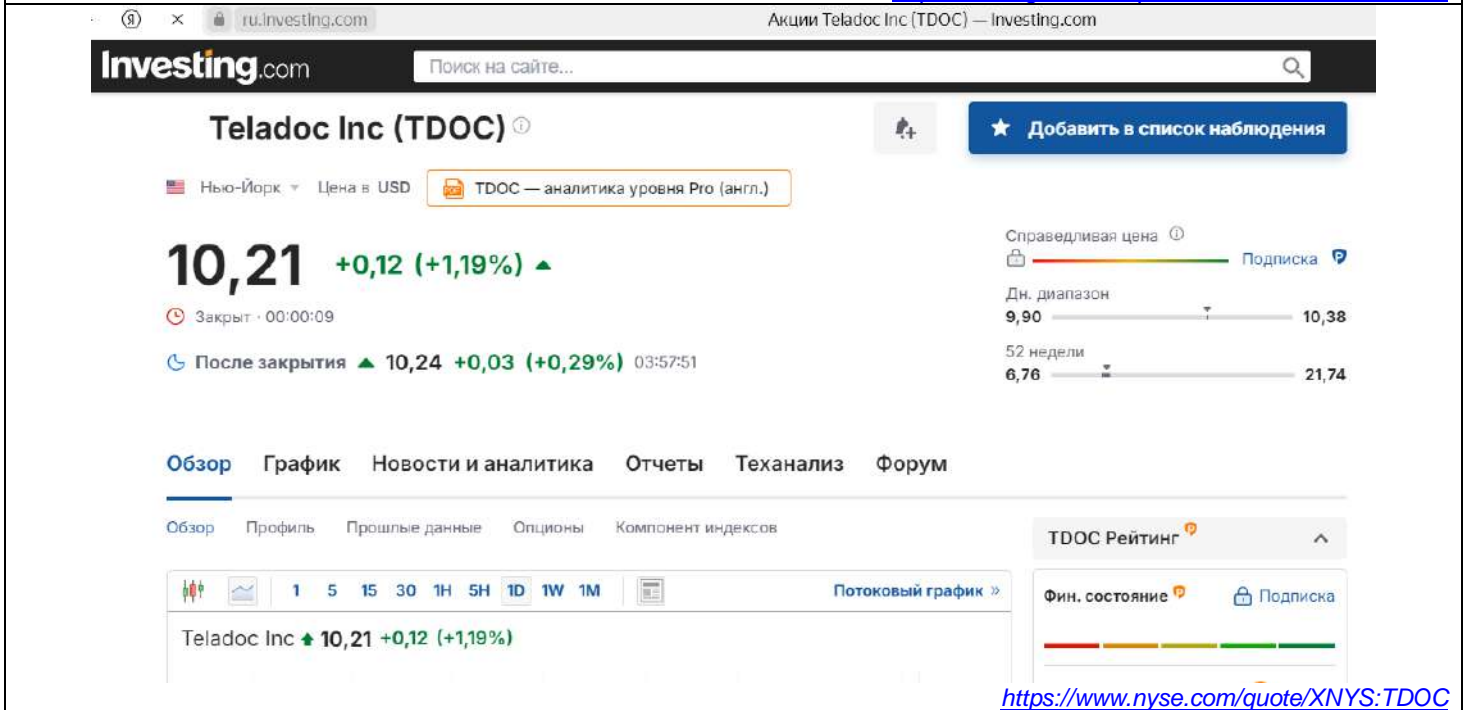 ru.investing.com Акции Teladoc Inc (TDOC) — Investing.com
Investing.com Поиск на сайте...
Teladoc Inc (TDOC) Добавить в список наблюдения
Нью-Йорк Цена в USD TDOC — аналитика уровня Pro (англ.)
Справедливая цена
Подписка
10,21 +0,12 (+1,19%)
Дн. диапазон
9,90 10,38
Закрыт · 00:00:09
52 недели
6,76 21,74
После закрытия 10,24 +0,03 (+0,29%) 03:57:51
Обзор График Новости и аналитика Отчеты Теханализ Форум
Обзор Профиль Прошлые данные Опционы Компонент индексов
TDOC Рейтинг
1 5 15 30 1H 5H 1D 1W 1M Потоковый график »
Фин. состояние Подписка
Teladoc Inc 10,21 +0,12 (+1,19%)
https://www.nyse.com/quote/XNYS:TDOC